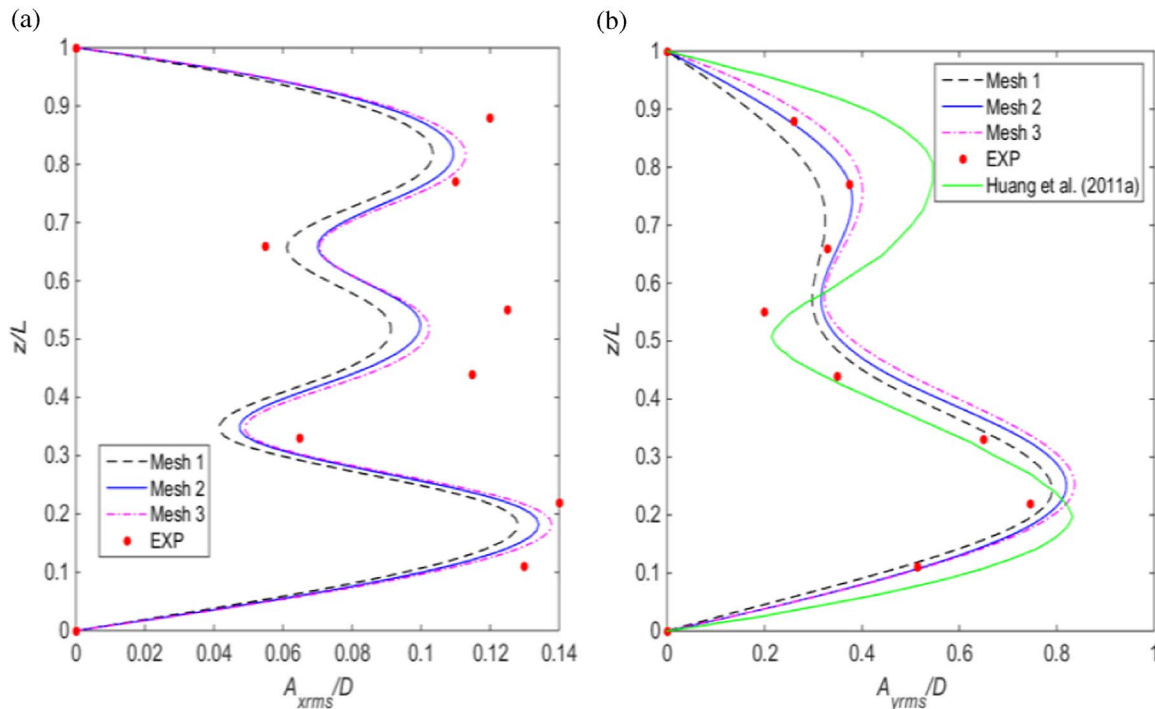 (a)
1
0.9
0.8
0.7
0.6
0.5
0.4
0.3
0.2
0.1
0
z/L
Mesh 1
Mesh 2
Mesh 3
EXP
0 0.02 0.04 0.06 0.08 0.1 0.12 0.14
Axrms/D
(b)
1
0.9
0.8
0.7
0.6
0.5
0.4
0.3
0.2
0.1
0
z/L
Mesh 1
Mesh 2
Mesh 3
EXP
Huang et al. (2011a)
0 0.2 0.4 0.6 0.8 1
Ayrms/D